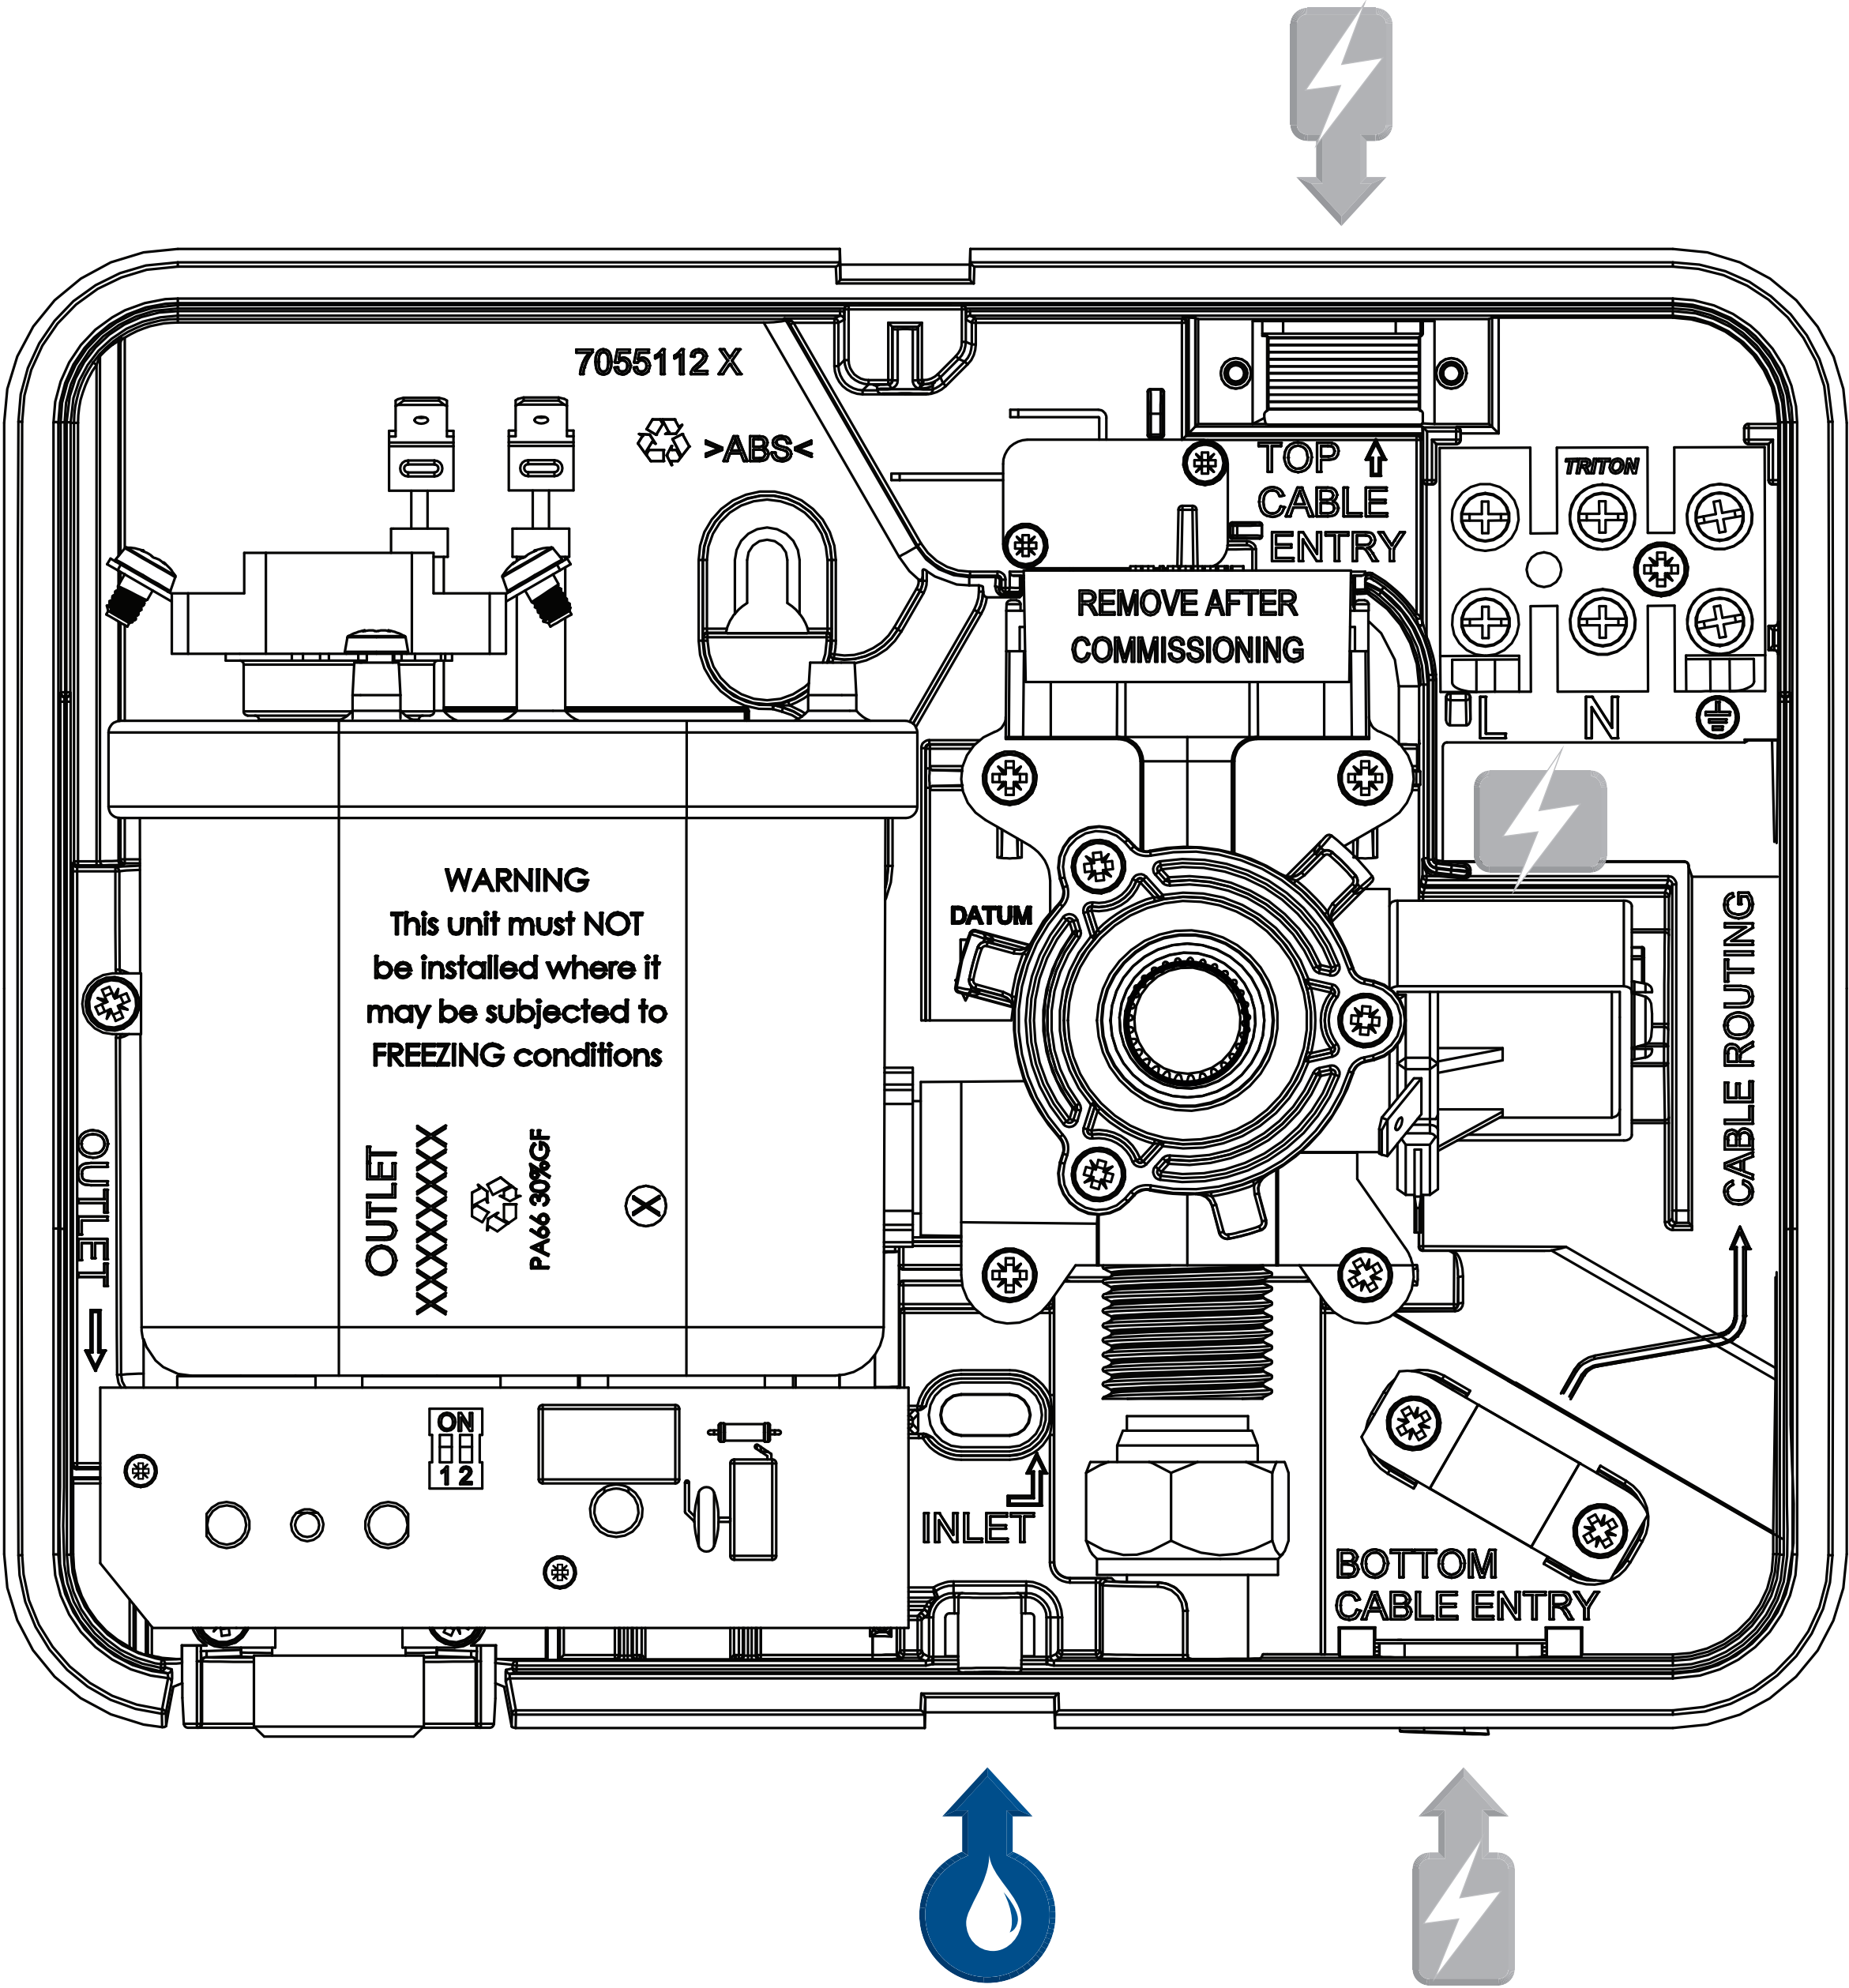 7055112 X
>ABS<
TOP
CABLE
ENTRY
TRITON
REMOVE AFTER
COMMISSIONING
L N
WARNING
This unit must NOT
be installed where it
may be subjected to
FREEZING conditions
DATUM
CABLE ROUTING
OUTLET
OUTLET
XXXXXXXX
PA66 30%GF
X
ON
1 2
INLET
BOTTOM
CABLE ENTRY